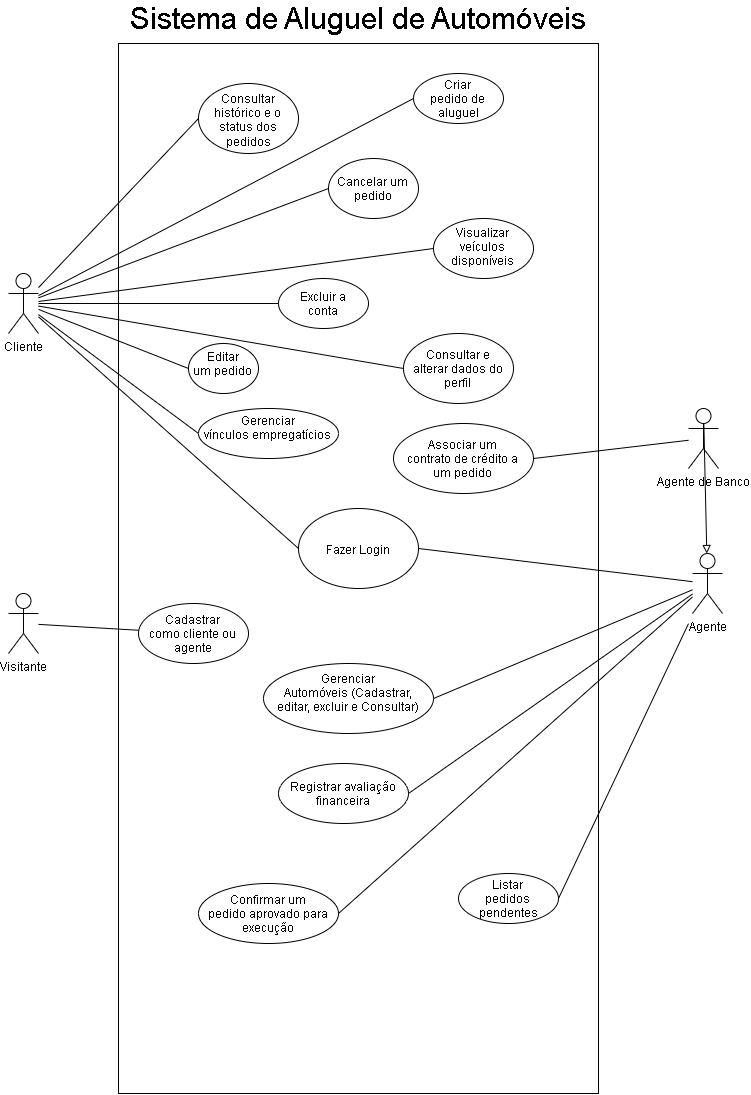 Sistema de Aluguel de Automóveis
Consultar
histórico e o
status dos
pedidos
Criar
pedido de
aluguel
Cancelar um
pedido
Visualizar
veículos
disponíveis
Excluir a
conta
Cliente
Editar
um pedido
Consultar e
alterar dados do
perfil
Gerenciar
vínculos empregatícios
Associar um
contrato de crédito a
um pedido
Agente de Banco
Fazer Login
Agente
Cadastrar
como cliente ou
agente
Visitante
Gerenciar
Automóveis (Cadastrar,
editar, excluir e Consultar)
Registrar avaliação
financeira
Confirmar um
pedido aprovado para
execução
Listar
pedidos
pendentes